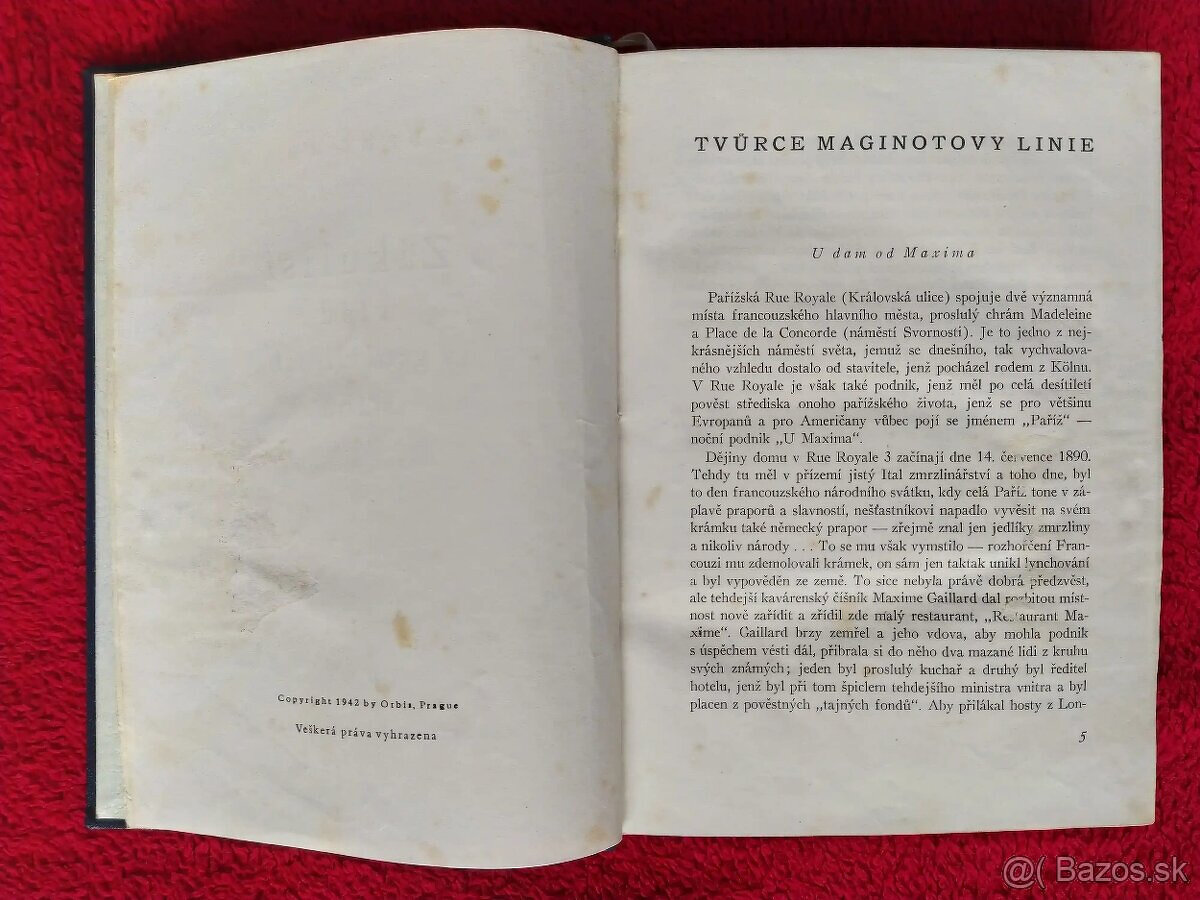 Copyright 1942 by Orbis, Prague
Veškerá práva vyhrazena
TVŮRCE MAGINOTOVY LINIE
U dam od Maxima
Pařížská Rue Royale (Královská ulice) spojuje dvě významná
místa francouzského hlavního města, proslulý chrám Madeleine
a Place de la Concorde (náměstí Svornosti). Je to jedno z nej-
krásnějších náměstí světa, jemuž se dnešního, tak vychvalova-
ného vzhledu dostalo od stavitele, jenž pocházel rodem z Kölnu.
V Rue Royale je však také podnik, jenž měl po celá desítiletí
pověst střediska onoho pařížského života, jenž se pro většinu
Evropanů a pro Američany vůbec pojí se jménem „Paříž“ —
noční podnik „U Maxima“.
Dějiny domu v Rue Royale 3 začínají dne 14. července 1890.
Tehdy tu měl v přízemí jistý Ital zmrzlinářství a toho dne, byl
to den francouzského národního svátku, kdy celá Paříž tone v zá-
plavě praporů a slavností, nešťastníkovi napadlo vyvěsit na svém
krámku také německý prapor — zřejmě znal jen jedlíky zmrzliny
a nikoliv národy . . . To se mu však vymstilo — rozhorčení Fran-
couzi mu zdemolovali krámek, on sám jen taktak unikl lynchování
a byl vypověděn ze země. To sice nebyla právě dobrá předzvěst,
ale tehdejší kavárenský číšník Maxime Gaillard dal rozbitou míst-
nost nově zařídit a zřídil zde malý restaurant, „Restaurant Ma-
xime“. Gaillard brzy zemřel a jeho vdova, aby mohla podnik
s úspěchem vésti dál, přibrala si do něho dva mazané lidi z kruhu
svých známých; jeden byl proslulý kuchař a druhý byl ředitel
hotelu, jenž byl při tom špiclem tehdejšího ministra vnitra a byl
placen z pověstných „tajných fondů“. Aby přilákal hosty z Lon-
5
@( Bazos.sk